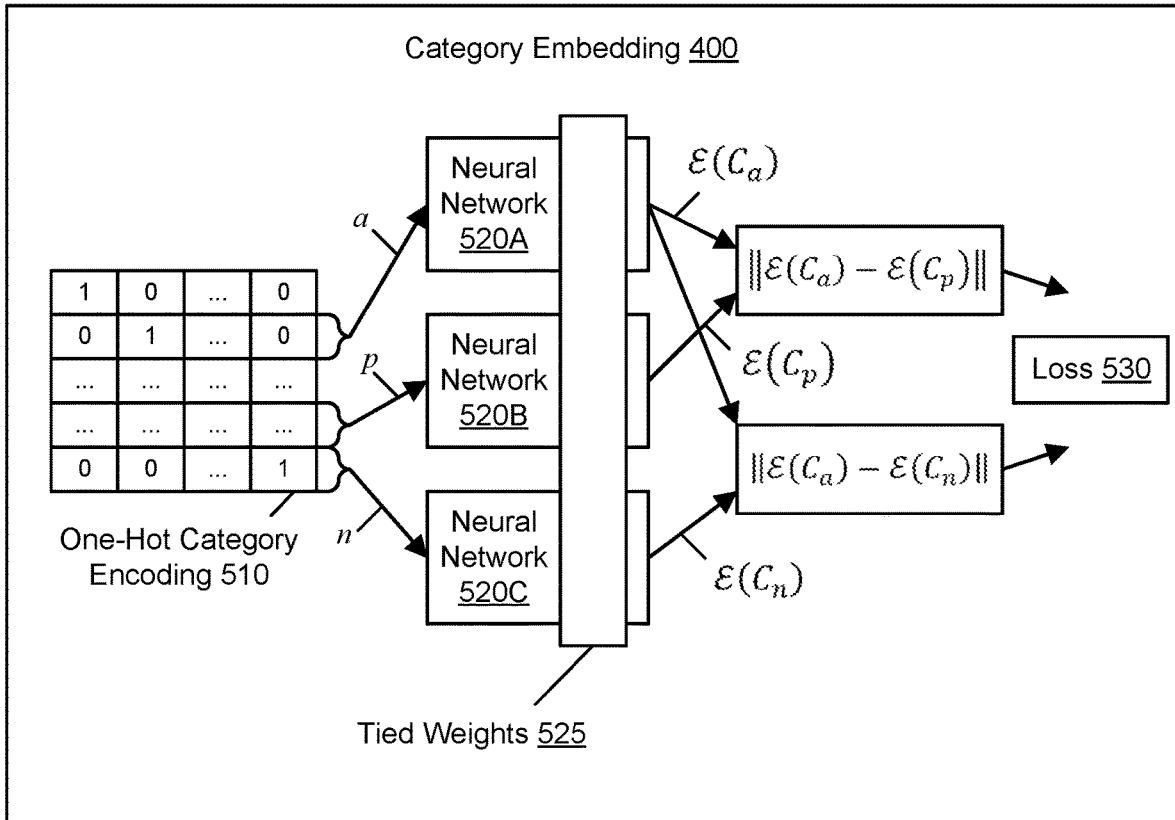 Category Embedding 400
Neural
Network
520A
Neural
Network
520B
Neural
Network
520C
a
p
n
1 0 ... 0
0 1 ... 0
... ... ... ...
... ... ... ...
0 0 ... 1
One-Hot Category
Encoding 510
Tied Weights 525
ℰ(C_a)
ℰ(C_p)
ℰ(C_n)
‖ℰ(C_a) − ℰ(C_p)‖
‖ℰ(C_a) − ℰ(C_n)‖
Loss 530